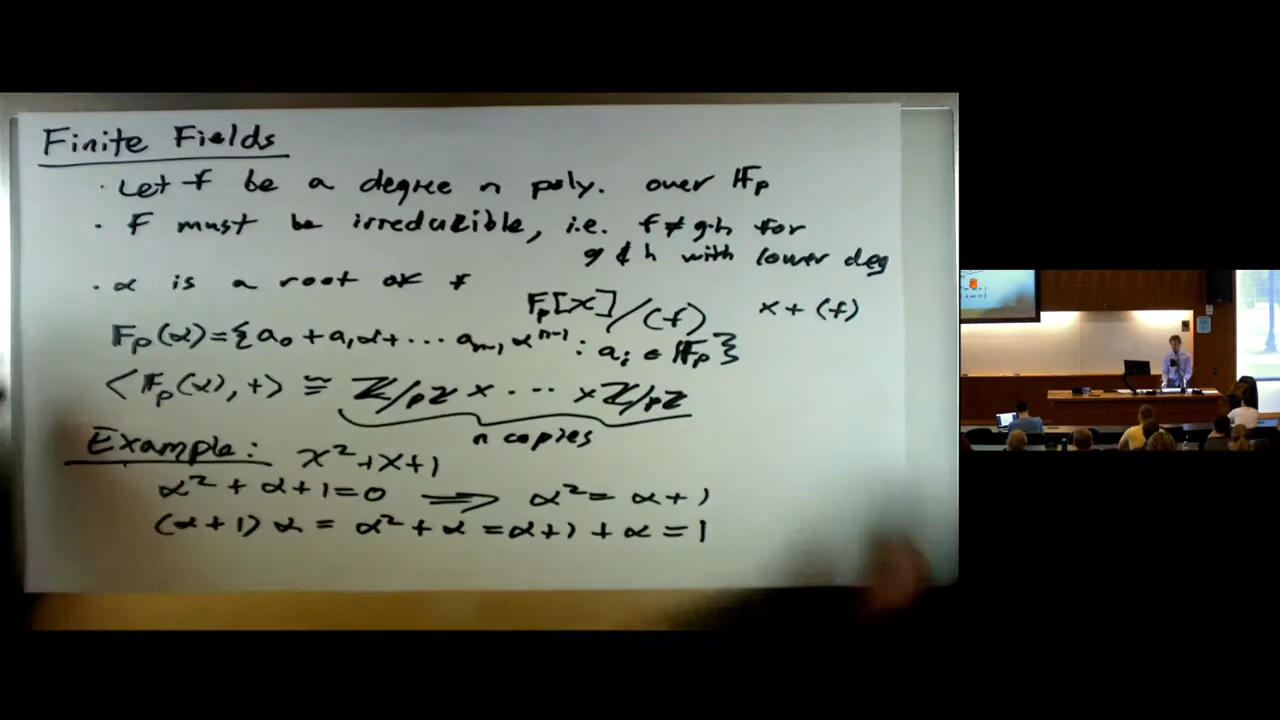 Finite Fields
· Let f be a degree n poly. over 𝔽p
· F must be irreducible, i.e. f ≠ g·h for
g & h with lower deg
· α is a root of f
𝔽p[X]/(f) x + (f)
𝔽p(α) = {a₀ + a₁α + ··· aₙ₋₁ αⁿ⁻¹ : aᵢ ∈ 𝔽p}
⟨𝔽p(α), +⟩ ≅ ℤ/pℤ × · ·· × ℤ/pℤ
n copies
Example: x² + x + 1
α² + α + 1 = 0 ⟹ α² = α + 1
(α + 1) α = α² + α = α + 1 + α = 1